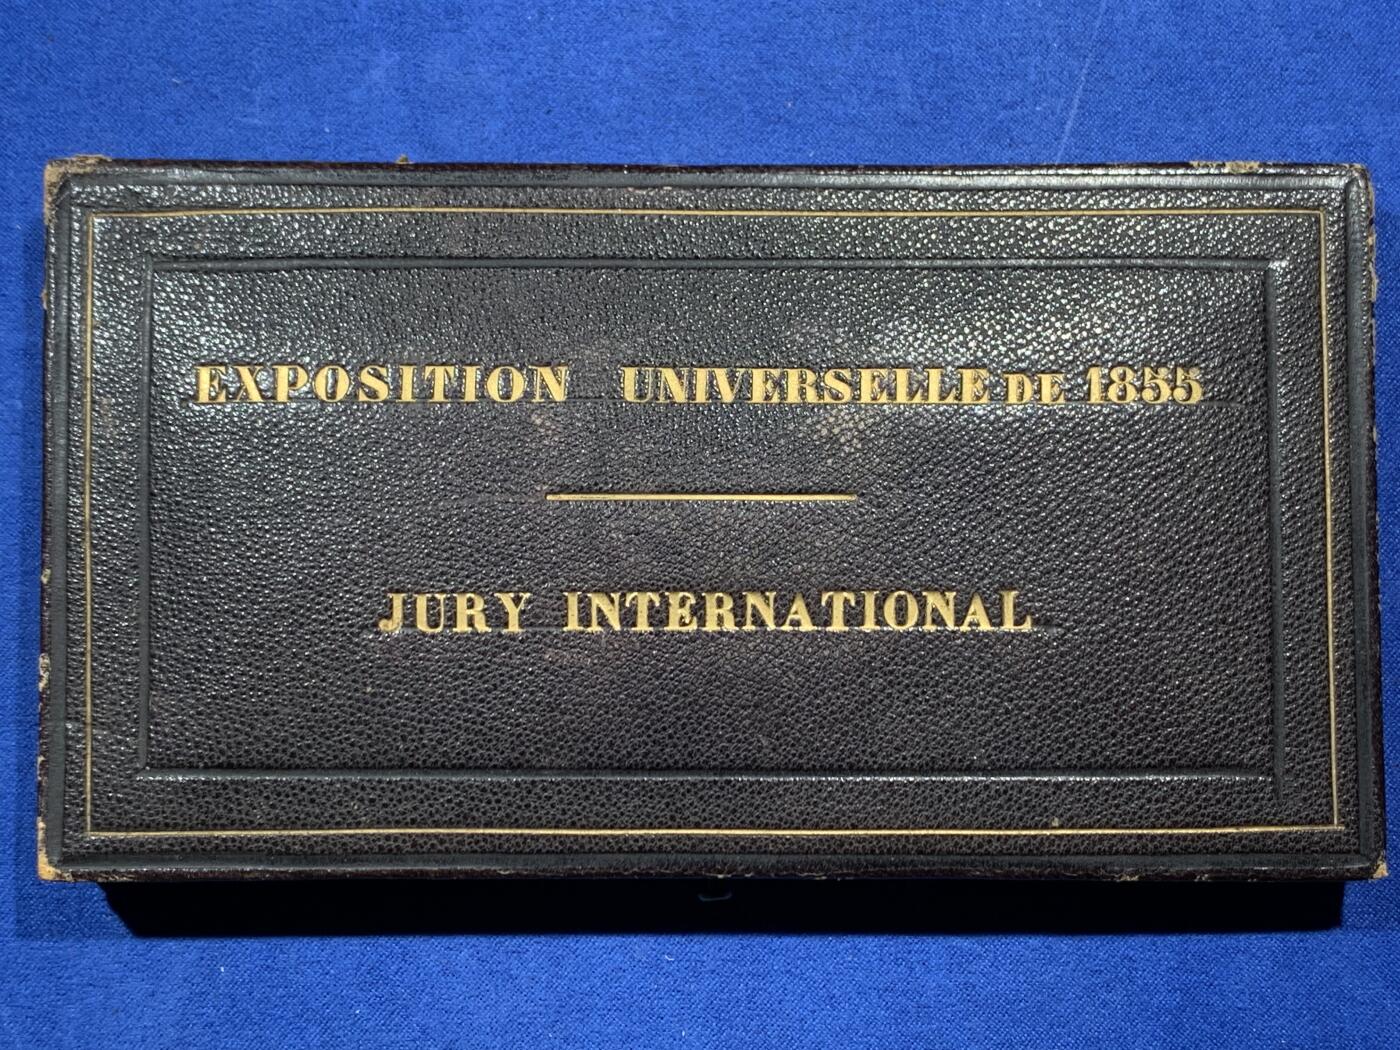 EXPOSITION UNIVERSELLE DE 1855
JURY INTERNATIONAL